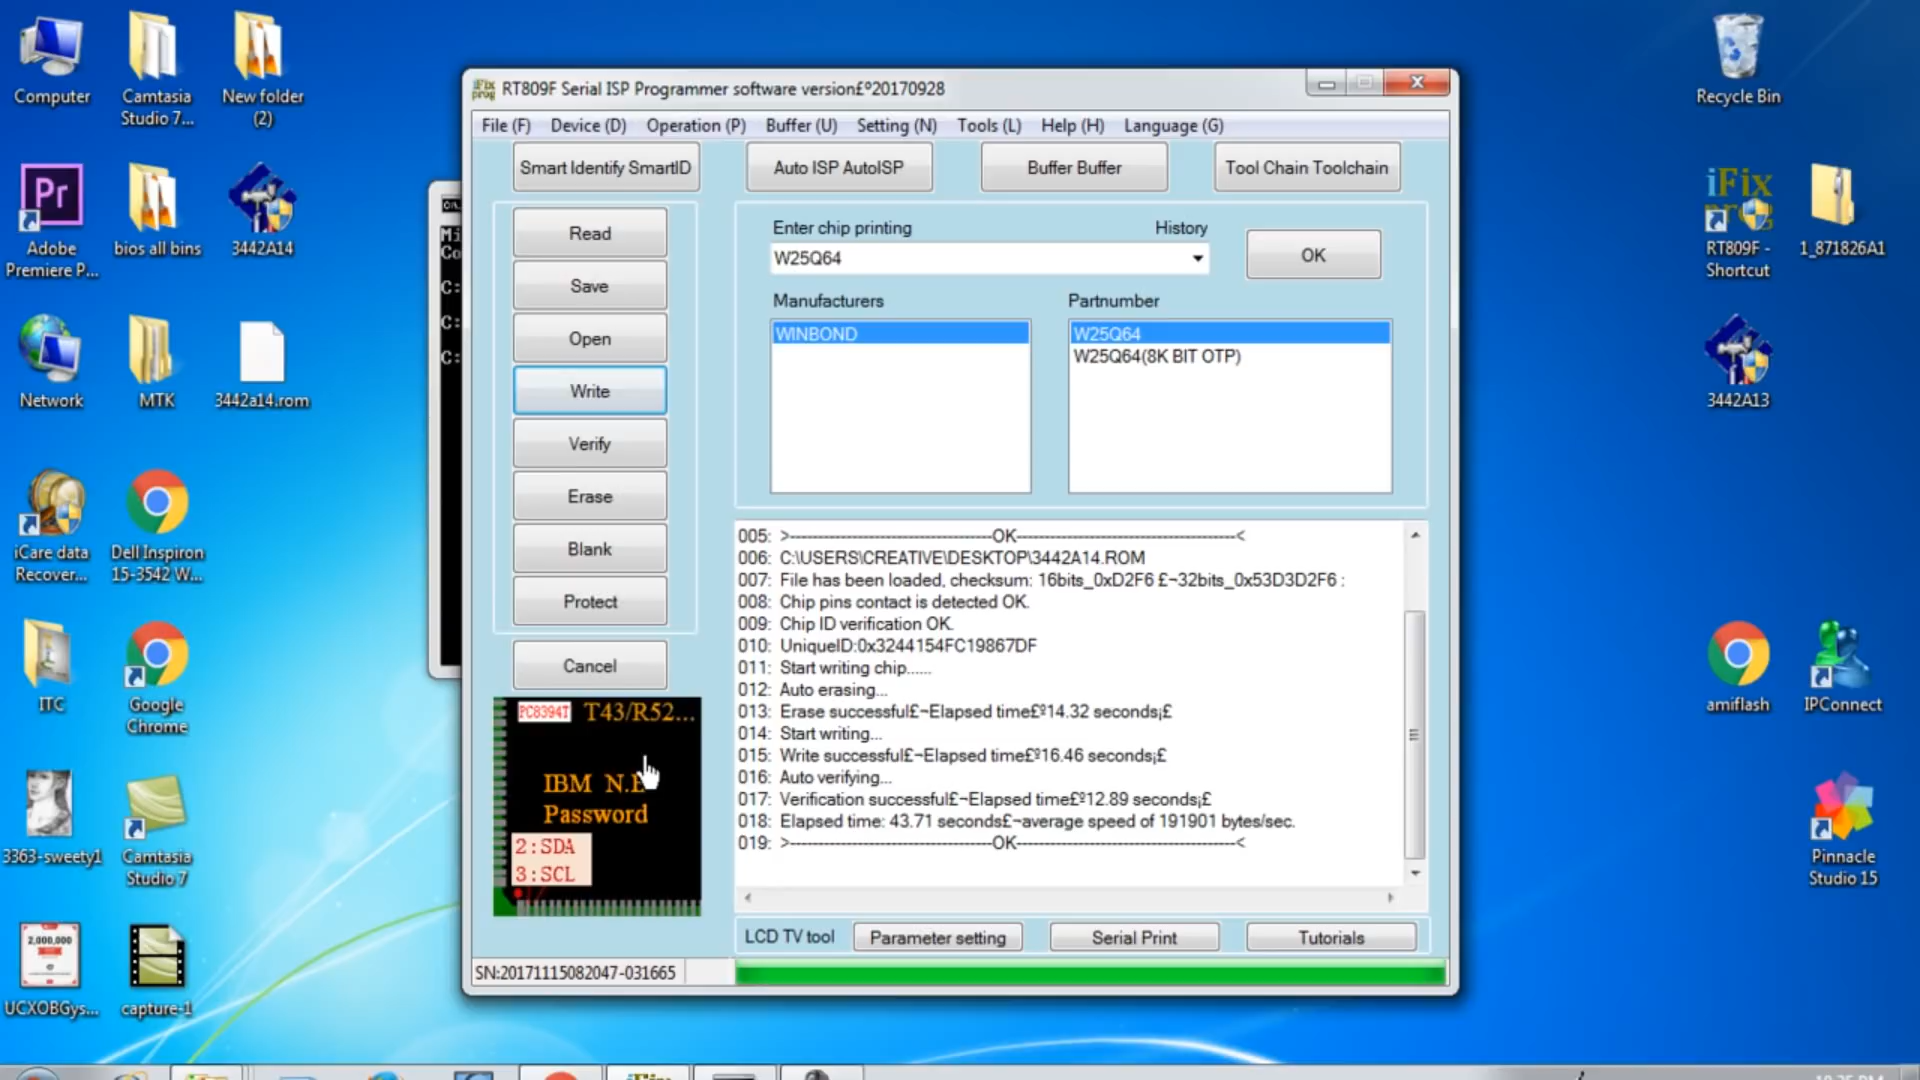 Computer
Camtasia
Studio 7...
New folder
(2)
Adobe
Premiere P...
bios all bins
3442A14
Network
MTK
3442a14.rom
iCare data
Recover...
Dell Inspiron
15-3542 W...
ITC
Google
Chrome
3363-sweety1
Camtasia
Studio 7
2,000,000
UCXOBGys...
capture-1
RT809F Serial ISP Programmer software version£º20170928
File (F) Device (D) Operation (P) Buffer (U) Setting (N) Tools (L) Help (H) Language (G)
Smart Identify SmartID
Auto ISP AutoISP
Buffer Buffer
Tool Chain Toolchain
Read
Save
Open
Write
Verify
Erase
Blank
Protect
Cancel
Enter chip printing
History
W25Q64
OK
Manufacturers
Partnumber
WINBOND
W25Q64
W25Q64(8K BIT OTP)
005: >--------------------------------OK--------------------------------<
006: C:\USERS\CREATIVE\DESKTOP\3442A14.ROM
007: File has been loaded, checksum: 16bits_0xD2F6 £¬32bits_0x53D3D2F6 :
008: Chip pins contact is detected OK.
009: Chip ID verification OK.
010: UniqueID:0x3244154FC19867DF
011: Start writing chip......
012: Auto erasing...
013: Erase successful£¬Elapsed time£º14.32 seconds¡£
014: Start writing...
015: Write successful£¬Elapsed time£º16.46 seconds¡£
016: Auto verifying...
017: Verification successful£¬Elapsed time£º12.89 seconds¡£
018: Elapsed time: 43.71 seconds£¬average speed of 191901 bytes/sec.
019: >--------------------------------OK--------------------------------<
PC8394T T43/R52...
IBM N.B
Password
2:SDA
3:SCL
LCD TV tool
Parameter setting
Serial Print
Tutorials
SN:20171115082047-031665
Recycle Bin
RT809F -
Shortcut
1_871826A1
3442A13
amiflash
IPConnect
Pinnacle
Studio 15